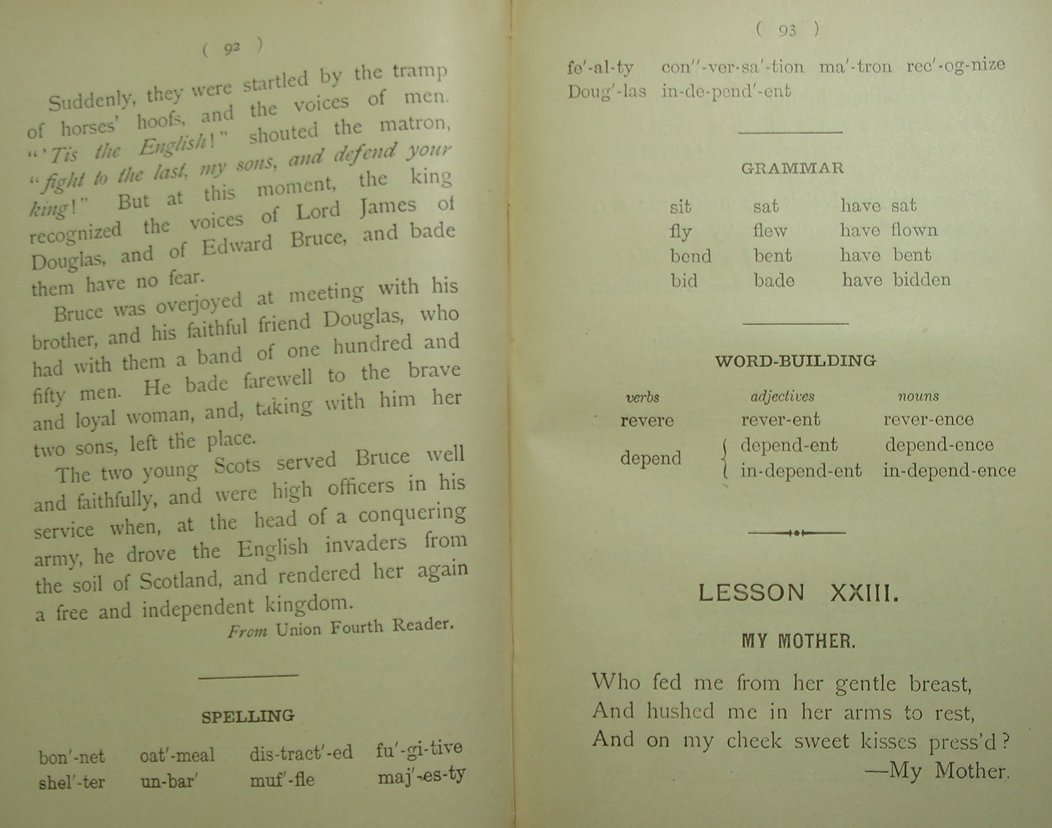 ( 92 )
Suddenly, they were startled by the tramp
of horses' hoofs, and the voices of men.
"'Tis the English!" shouted the matron,
"fight to the last, my sons, and defend your
king!" But at this moment, the king
recognized the voices of Lord James of
Douglas, and of Edward Bruce, and bade
them have no fear.
Bruce was overjoyed at meeting with his
brother, and his faithful friend Douglas, who
had with them a band of one hundred and
fifty men. He bade farewell to the brave
and loyal woman, and, taking with him her
two sons, left the place.
The two young Scots served Bruce well
and faithfully, and were high officers in his
service when, at the head of a conquering
army, he drove the English invaders from
the soil of Scotland, and rendered her again
a free and independent kingdom.
From Union Fourth Reader.
SPELLING
bon'-net oat'-meal dis-tract'-ed fu'-gi-tive
shel'-ter un-bar' muf'-fle maj'-es-ty
( 93 )
fe'-al-ty con''-ver-sa'-tion ma'-tron rec'-og-nize
Doug'-las in-de-pend'-ent
GRAMMAR
sit sat have sat
fly flew have flown
bend bent have bent
bid bade have bidden
WORD-BUILDING
verbs adjectives nouns
revere rever-ent rever-ence
depend { depend-ent depend-ence
in-depend-ent in-depend-ence
LESSON XXIII.
MY MOTHER.
Who fed me from her gentle breast,
And hushed me in her arms to rest,
And on my cheek sweet kisses press'd?
—My Mother.